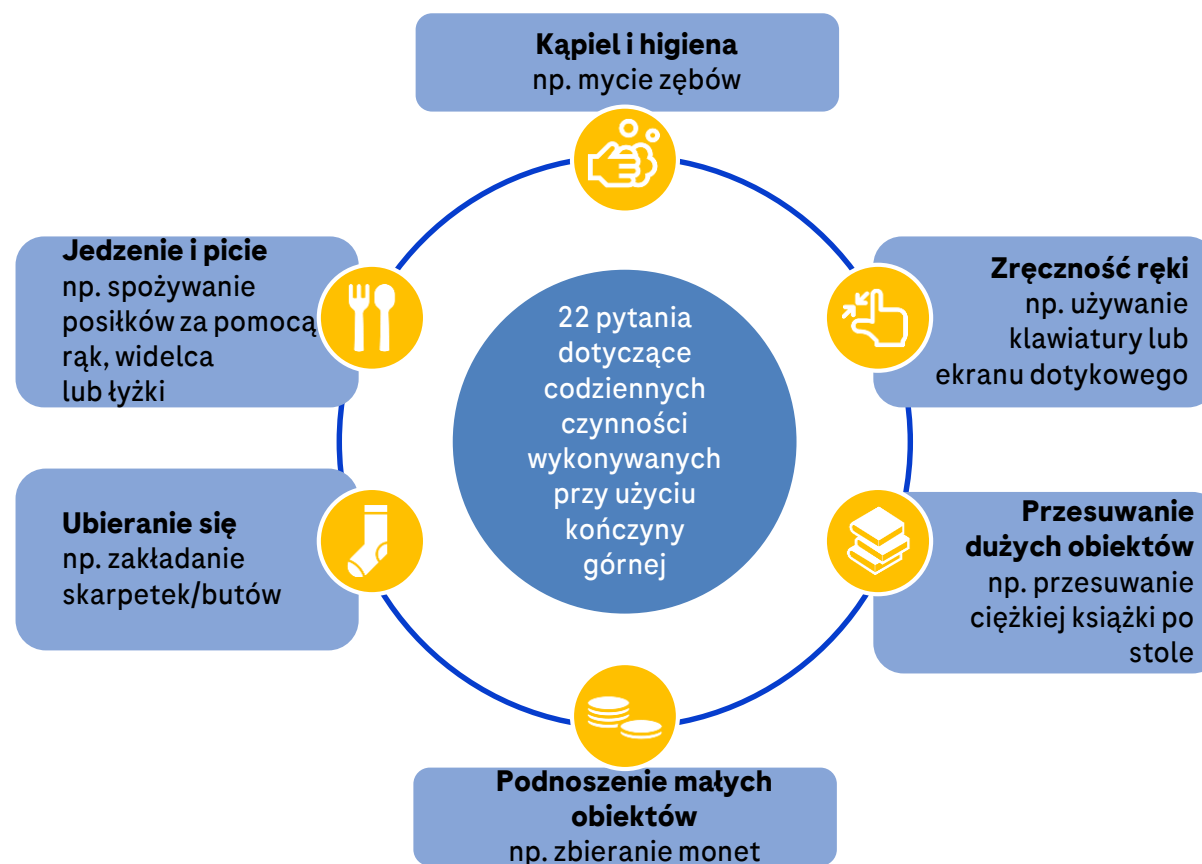 Kąpiel i higiena
np. mycie zębów
Jedzenie i picie
np. spożywanie
posiłków za pomocą
rąk, widelca
lub łyżki
Zręczność ręki
np. używanie
klawiatury lub
ekranu dotykowego
22 pytania
dotyczące
codziennych
czynności
wykonywanych
przy użyciu
kończyny
górnej
Ubieranie się
np. zakładanie
skarpetek/butów
Przesuwanie
dużych obiektów
np. przesuwanie
ciężkiej książki po
stole
Podnoszenie małych
obiektów
np. zbieranie monet